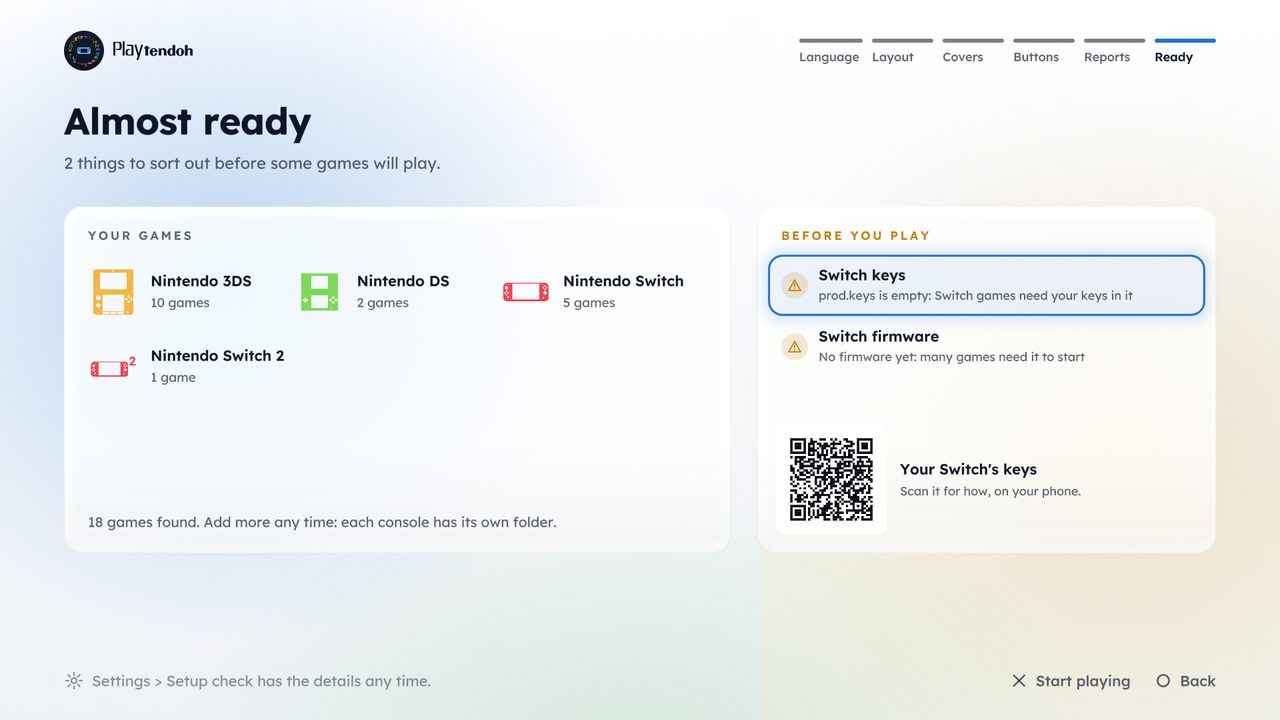 Playtendoh
Language Layout Covers Buttons Reports Ready
Almost ready
2 things to sort out before some games will play.
YOUR GAMES
Nintendo 3DS
10 games
Nintendo DS
2 games
Nintendo Switch
5 games
2
Nintendo Switch 2
1 game
18 games found. Add more any time: each console has its own folder.
BEFORE YOU PLAY
Switch keys
prod.keys is empty: Switch games need your keys in it
Switch firmware
No firmware yet: many games need it to start
Your Switch's keys
Scan it for how, on your phone.
Settings > Setup check has the details any time.
Start playing
Back